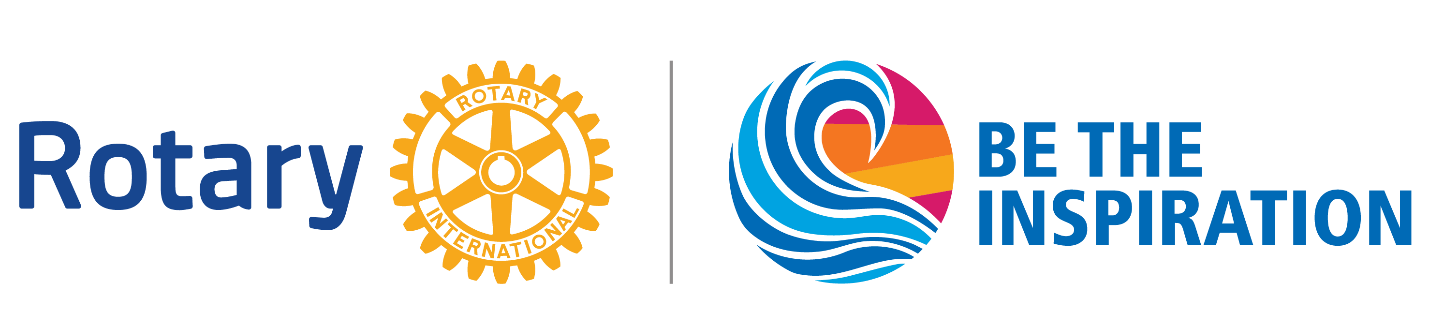 Rotary
ROTARY
INTERNATIONAL
BE THE
INSPIRATION